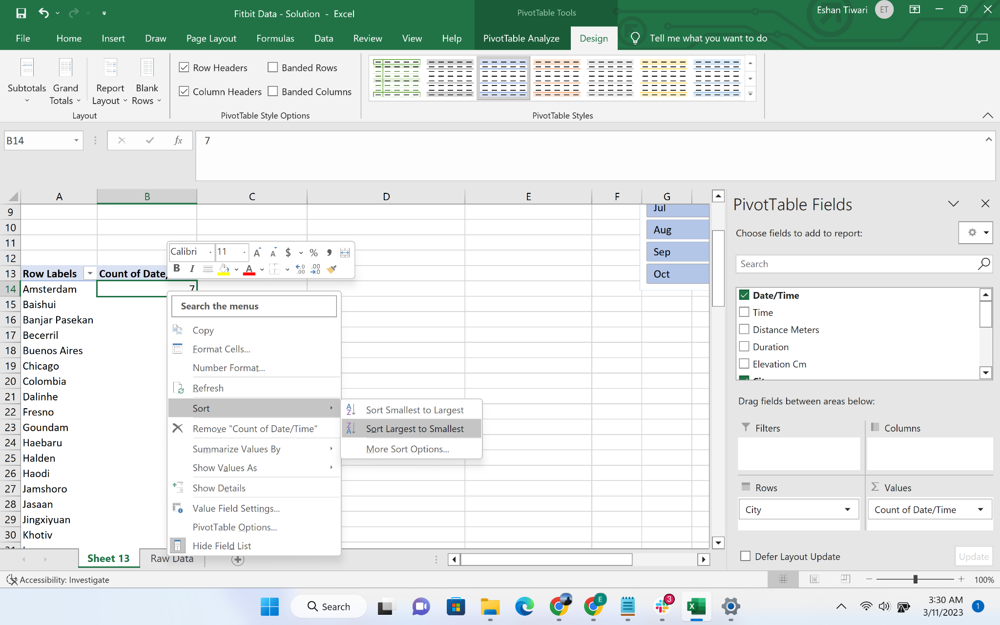 Fitbit Data - Solution - Excel
PivotTable Tools
Eshan Tiwari
ET
File
Home
Insert
Draw
Page Layout
Formulas
Data
Review
View
Help
PivotTable Analyze
Design
Tell me what you want to do
Subtotals
Grand
Totals
Report
Layout
Blank
Rows
Layout
Row Headers
Banded Rows
Column Headers
Banded Columns
PivotTable Style Options
PivotTable Styles
B14
fx
7
A
B
C
D
E
F
G
9
10
11
12
13 Row Labels Count of Date/
14 Amsterdam 7
15 Baishui
16 Banjar Pasekan
17 Becerril
18 Buenos Aires
19 Chicago
20 Colombia
21 Dalinhe
22 Fresno
23 Goundam
24 Haebaru
25 Halden
26 Haodi
27 Jamshoro
28 Jasaan
29 Jingxiyuan
30 Khotiv
Jul
Aug
Sep
Oct
Calibri
11
A
A
$
%
B
I
A
Search the menus
Copy
Format Cells...
Number Format...
Refresh
Sort
Remove "Count of Date/Time"
Summarize Values By
Show Values As
Show Details
Value Field Settings...
PivotTable Options...
Hide Field List
Sort Smallest to Largest
Sort Largest to Smallest
More Sort Options...
PivotTable Fields
Choose fields to add to report:
Search
Date/Time
Time
Distance Meters
Duration
Elevation Cm
Drag fields between areas below:
Filters
Columns
Rows
Σ Values
City
Count of Date/Time
Defer Layout Update
Update
Sheet 13
Raw Data
Accessibility: Investigate
100%
Search
E
3
3:30 AM
3/11/2023
1